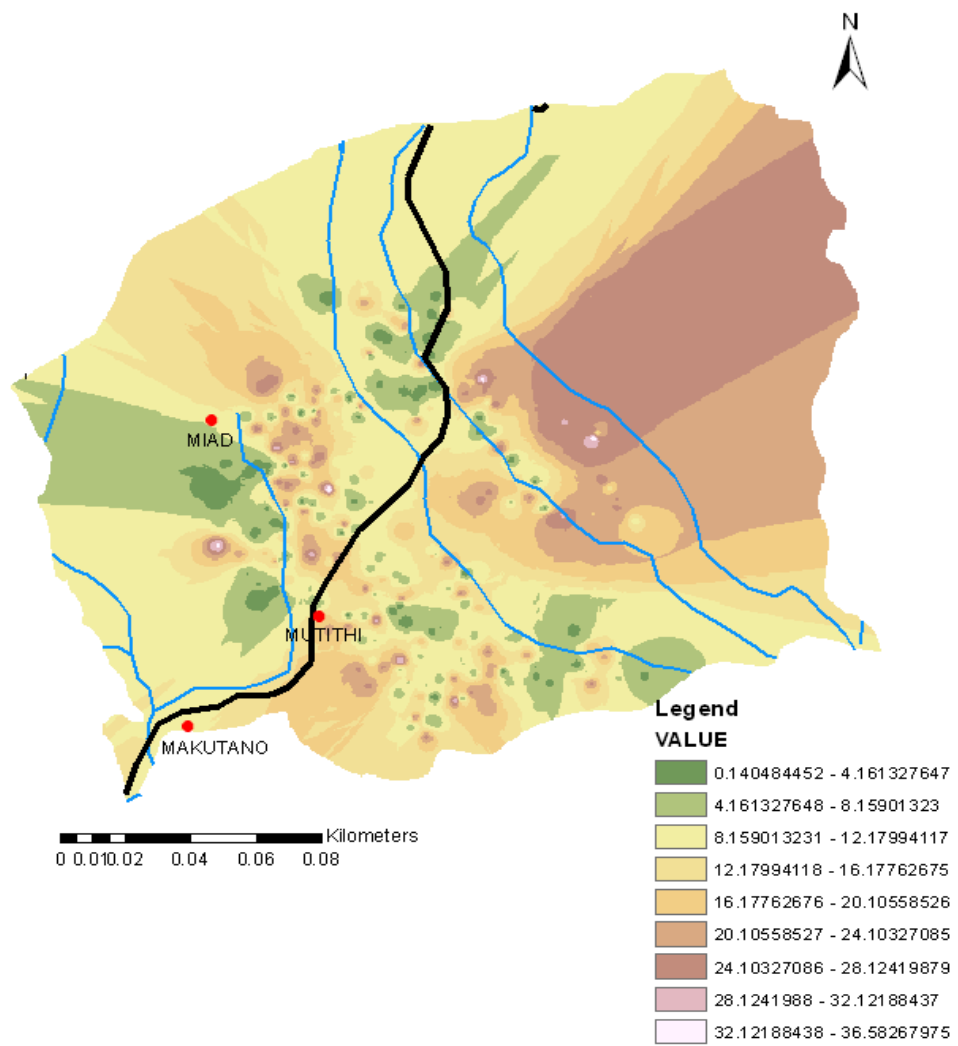 N
MIAD
MUTITHI
MAKUTANO
Kilometers
0 0.010.02 0.04 0.06 0.08
Legend
VALUE
0.140484452 - 4.161327647
4.161327648 - 8.15901323
8.159013231 - 12.17994117
12.17994118 - 16.17762675
16.17762676 - 20.10558526
20.10558527 - 24.10327085
24.10327086 - 28.12419879
28.1241988 - 32.12188437
32.12188438 - 36.58267975